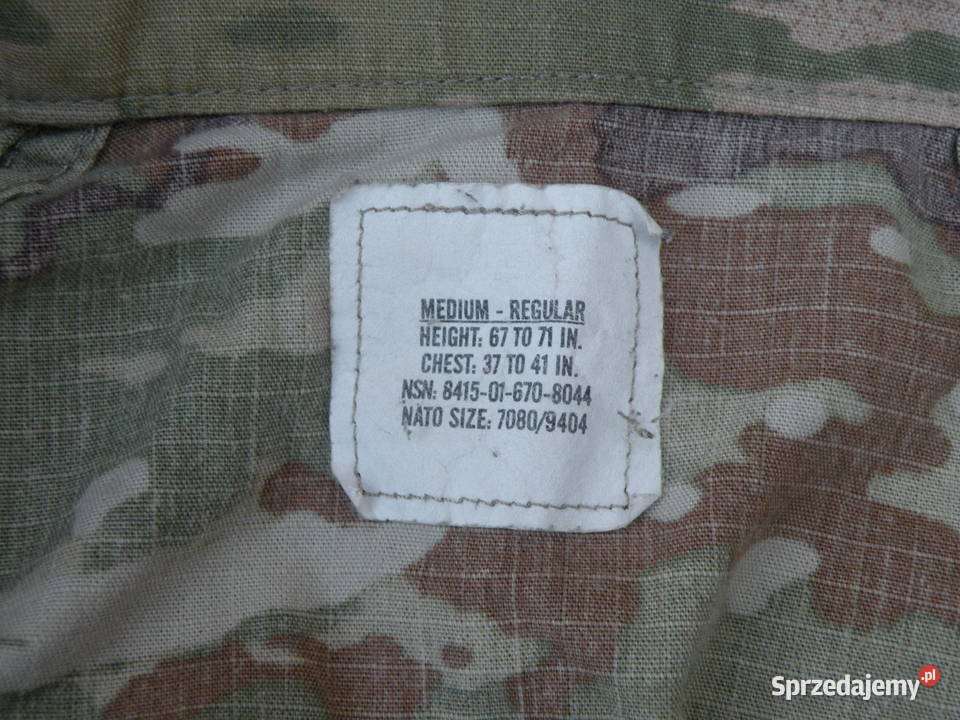 MEDIUM - REGULAR
HEIGHT: 67 TO 71 IN.
CHEST: 37 TO 41 IN.
NSN: 8415-01-670-8044
NATO SIZE: 7080/9404
Sprzedajemy.pl